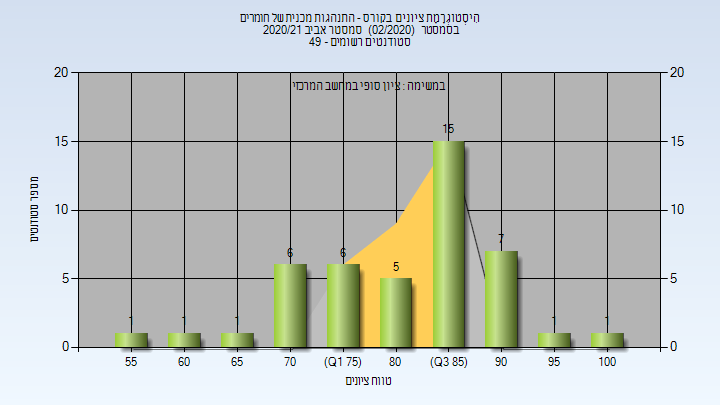 היסטוגרמת ציונים בקורס - התנהגות מכנית של חומרים
בסמסטר (02/2020) סמסטר אביב 2020/21
סטודנטים רשומים - 49
במשימה : ציון סופי במחשב המרכזי
מספר סטודנטים
20 20
15 15
10 10
5 5
0 0
1 1 1 6 6 5 15 7 1 1
55 60 65 70 (Q1 75) 80 (Q3 85) 90 95 100
טווח ציונים